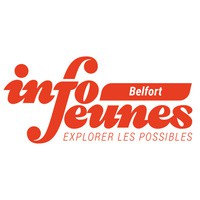 info Belfort
Jeunes
EXPLORER LES POSSIBLES